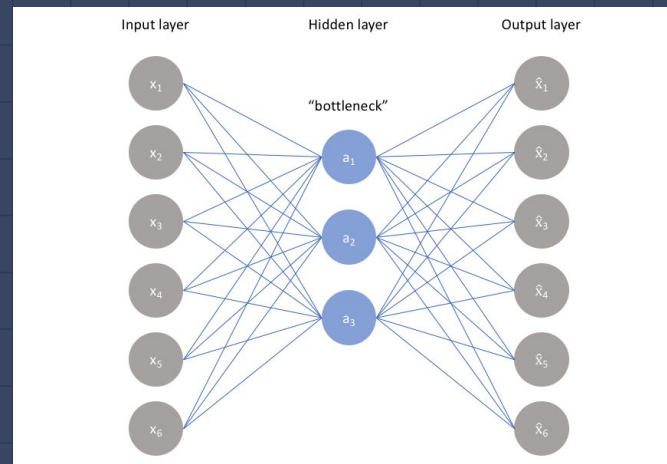 Input layer Hidden layer Output layer
“bottleneck”
x₁ a₁ x̂₁
x₂ a₂ x̂₂
x₃ a₃ x̂₃
x₄ x̂₄
x₅ x̂₅
x₆ x̂₆